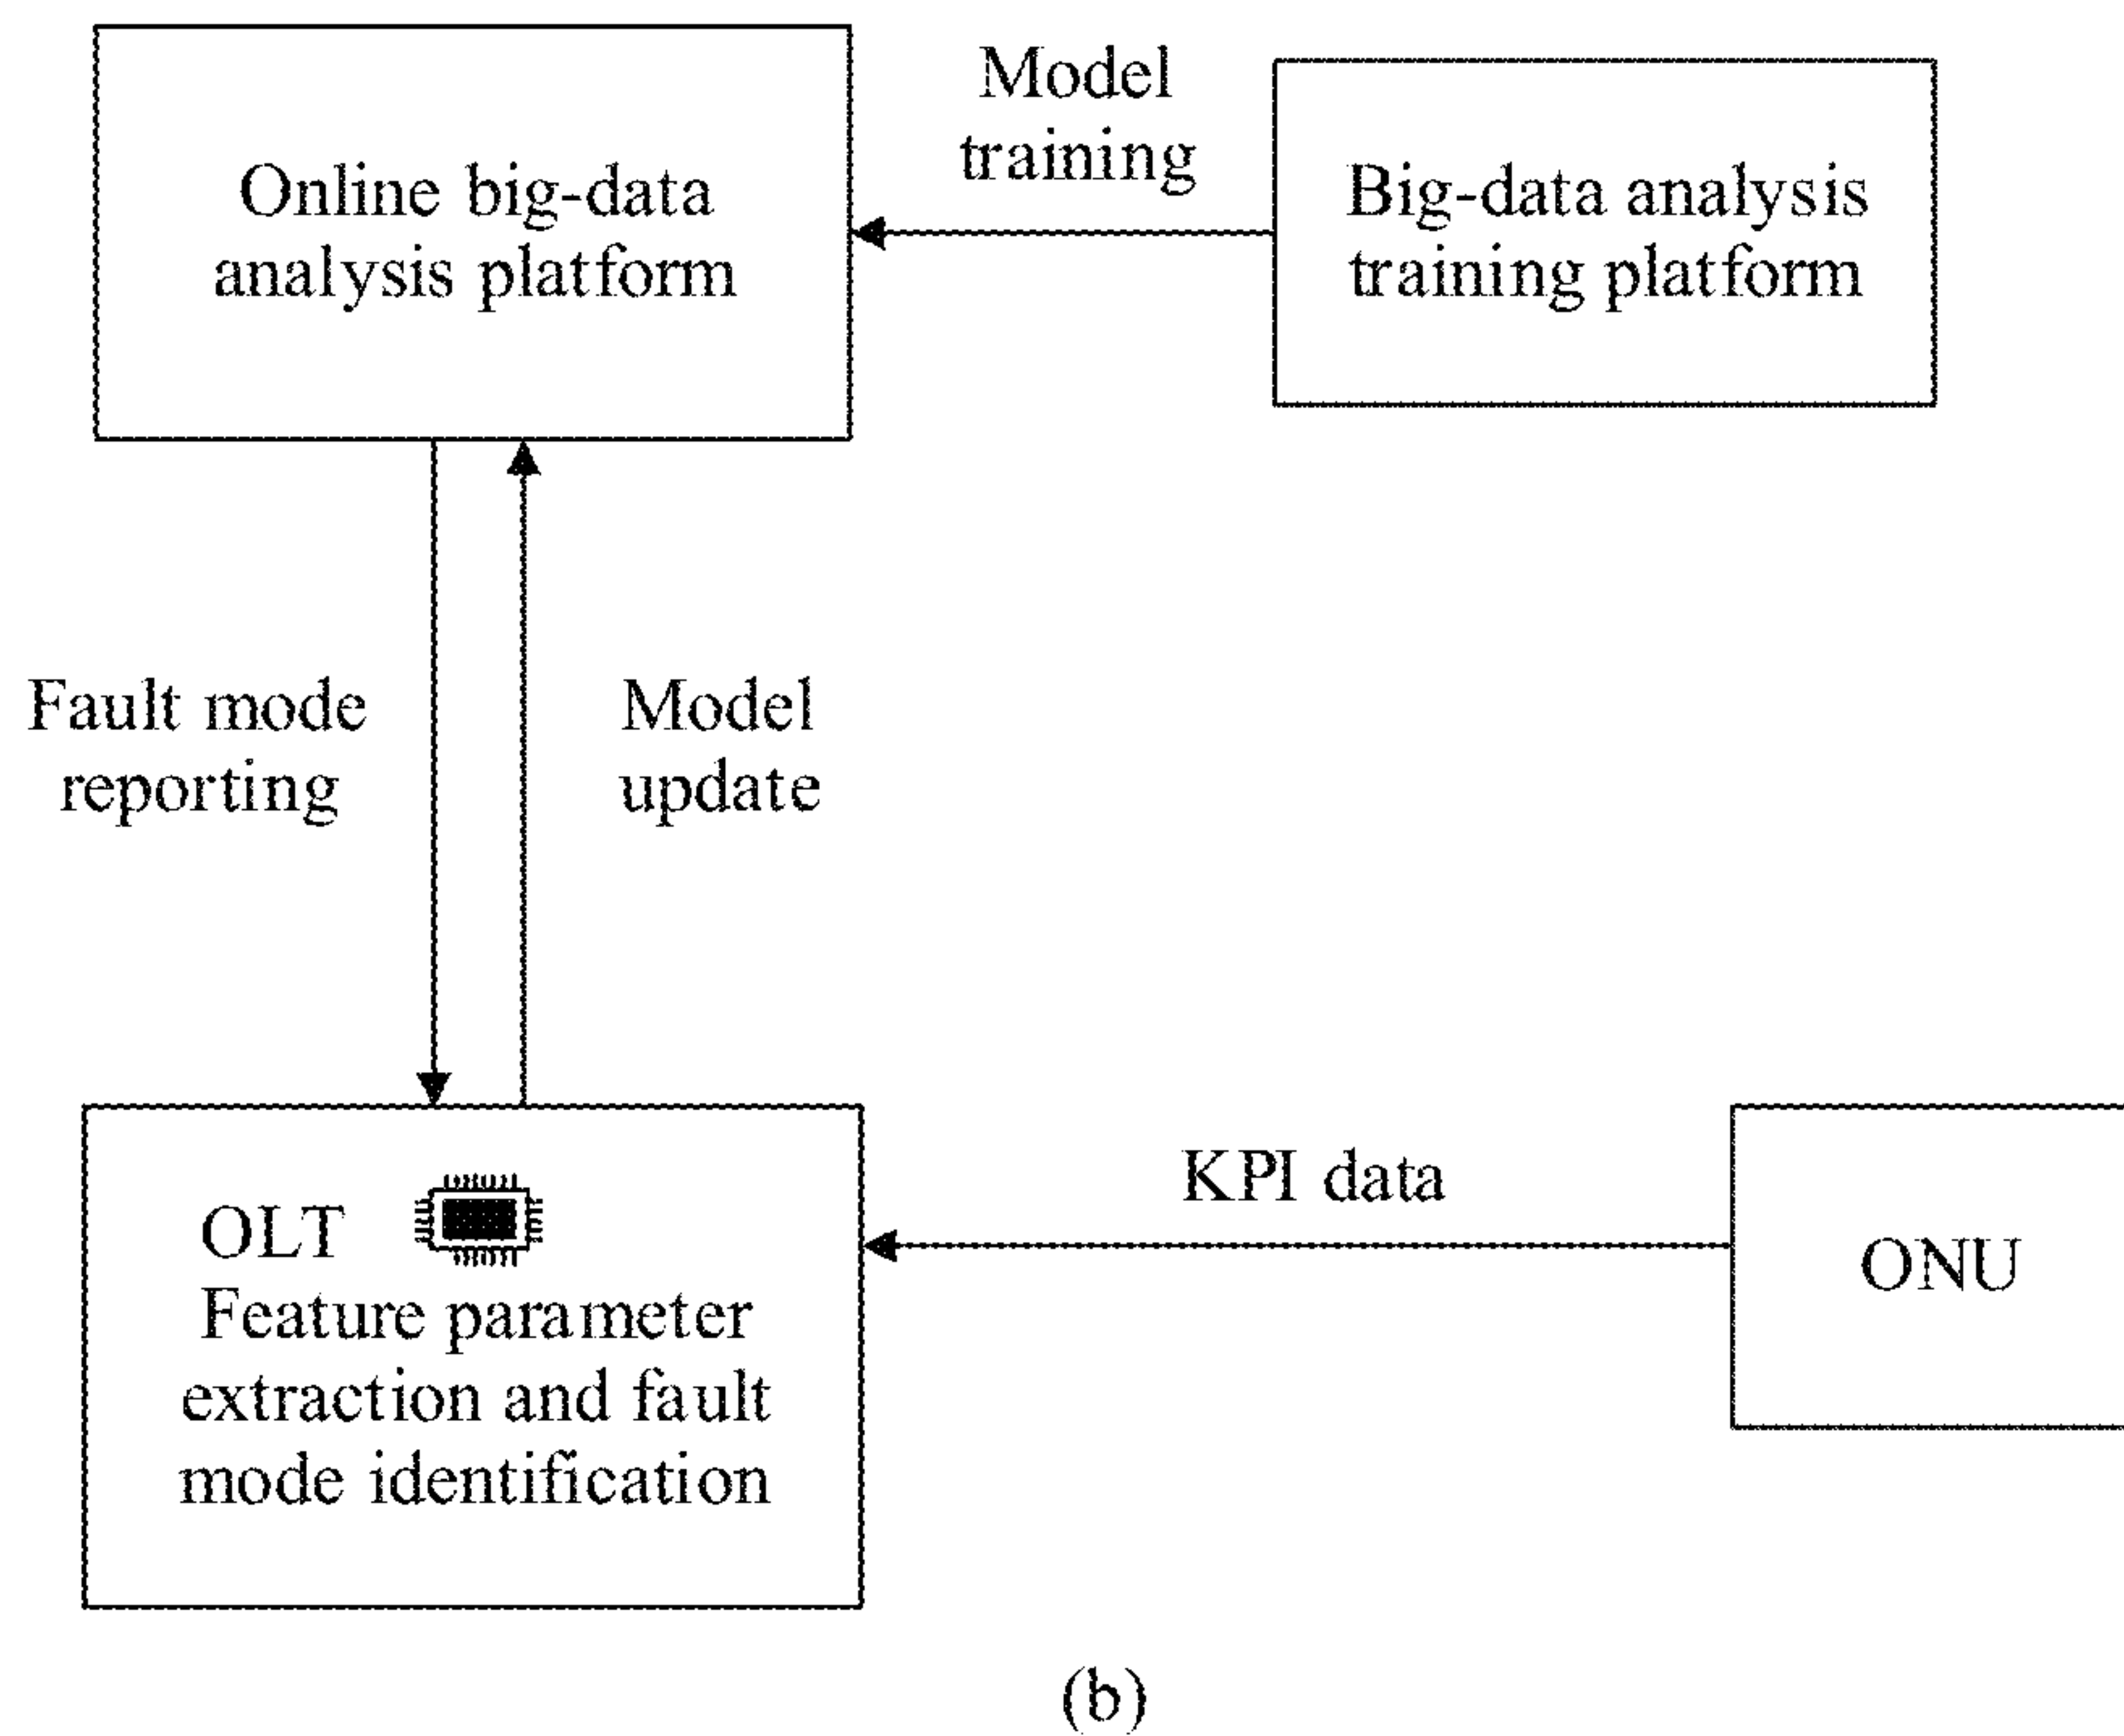 Model
training
Online big-data
analysis platform
Big-data analysis
training platform
Fault mode
reporting
Model
update
KPI data
OLT
Feature parameter
extraction and fault
mode identification
ONU
(b)